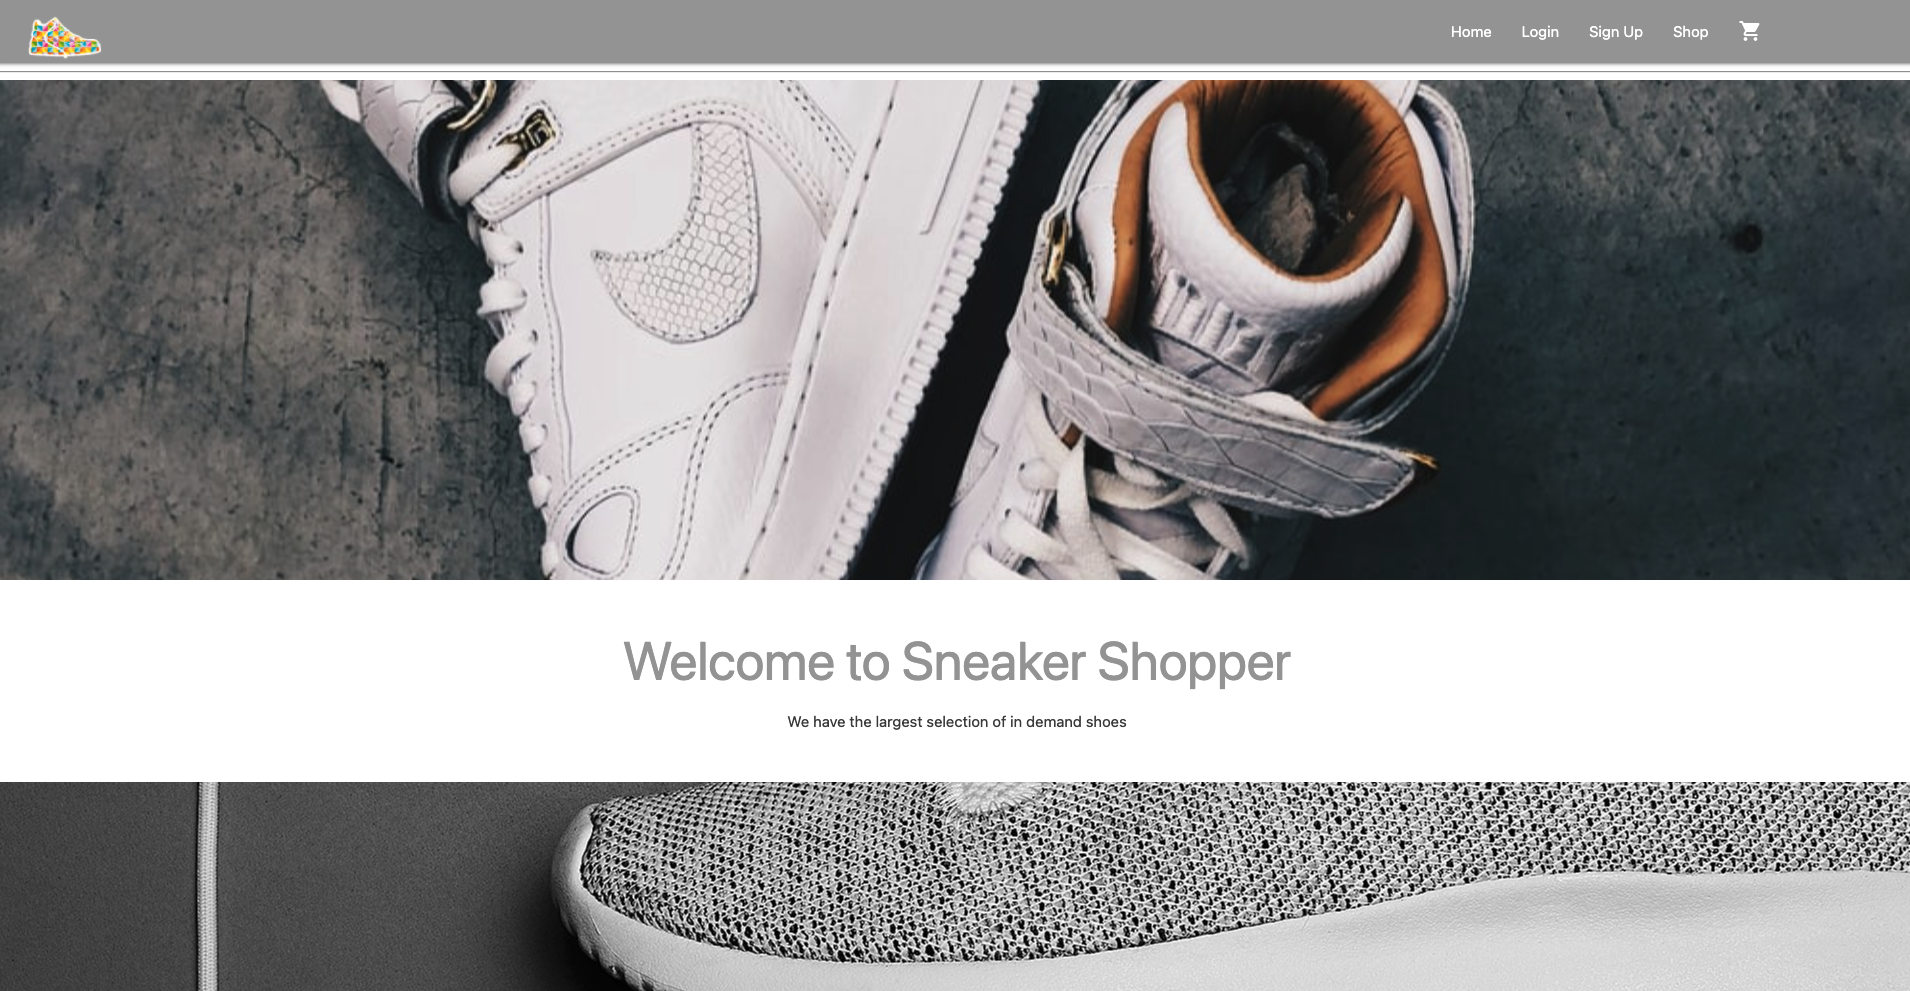 Home Login Sign Up Shop
Welcome to Sneaker Shopper
We have the largest selection of in demand shoes